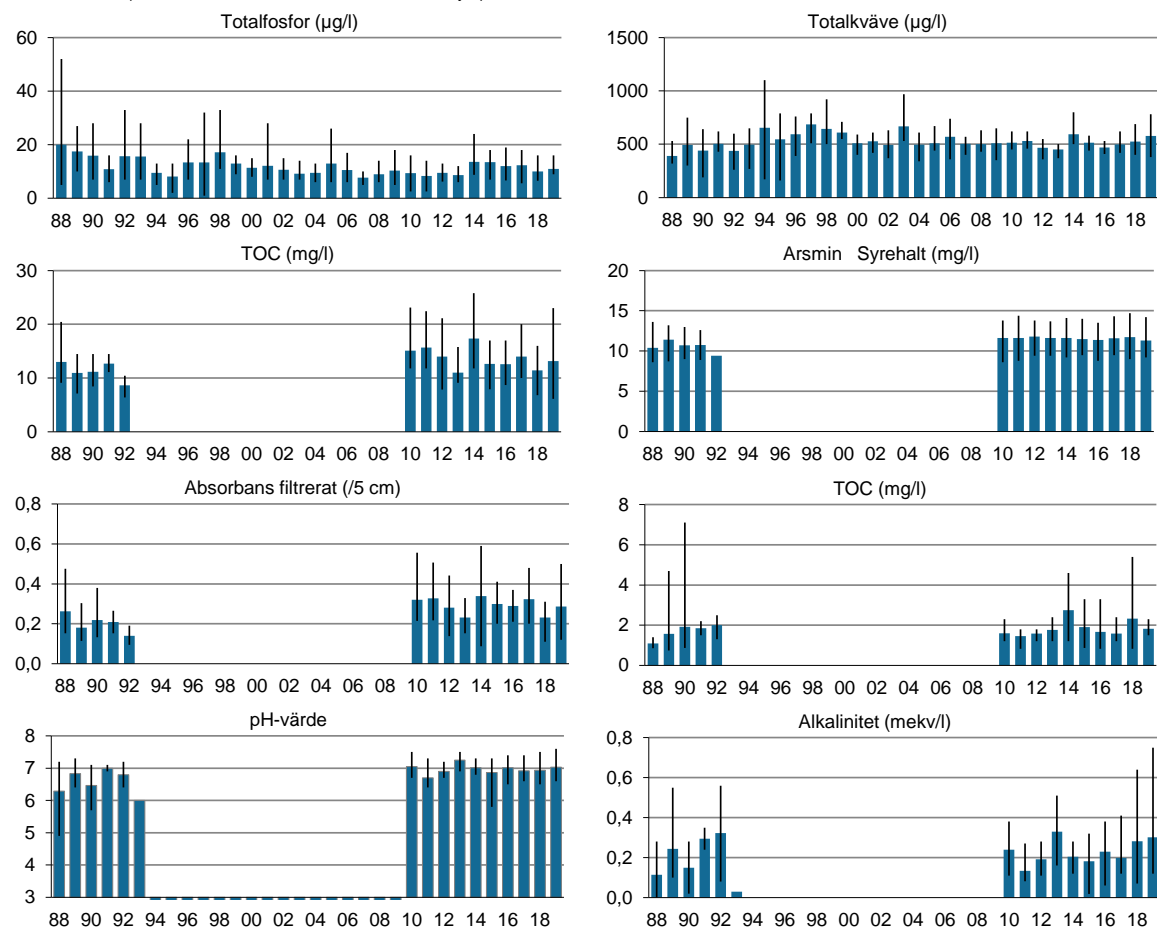 Totalfosfor (µg/l)
60
40
20
0
88 90 92 94 96 98 00 02 04 06 08 10 12 14 16 18
Totalkväve (µg/l)
1500
1000
500
0
88 90 92 94 96 98 00 02 04 06 08 10 12 14 16 18
TOC (mg/l)
30
20
10
0
88 90 92 94 96 98 00 02 04 06 08 10 12 14 16 18
Arsmin Syrehalt (mg/l)
20
15
10
5
0
88 90 92 94 96 98 00 02 04 06 08 10 12 14 16 18
Absorbans filtrerat (/5 cm)
0,8
0,6
0,4
0,2
0,0
88 90 92 94 96 98 00 02 04 06 08 10 12 14 16 18
TOC (mg/l)
8
6
4
2
0
88 90 92 94 96 98 00 02 04 06 08 10 12 14 16 18
pH-värde
8
7
6
5
4
3
88 90 92 94 96 98 00 02 04 06 08 10 12 14 16 18
Alkalinitet (mekv/l)
0,8
0,6
0,4
0,2
0,0
88 90 92 94 96 98 00 02 04 06 08 10 12 14 16 18